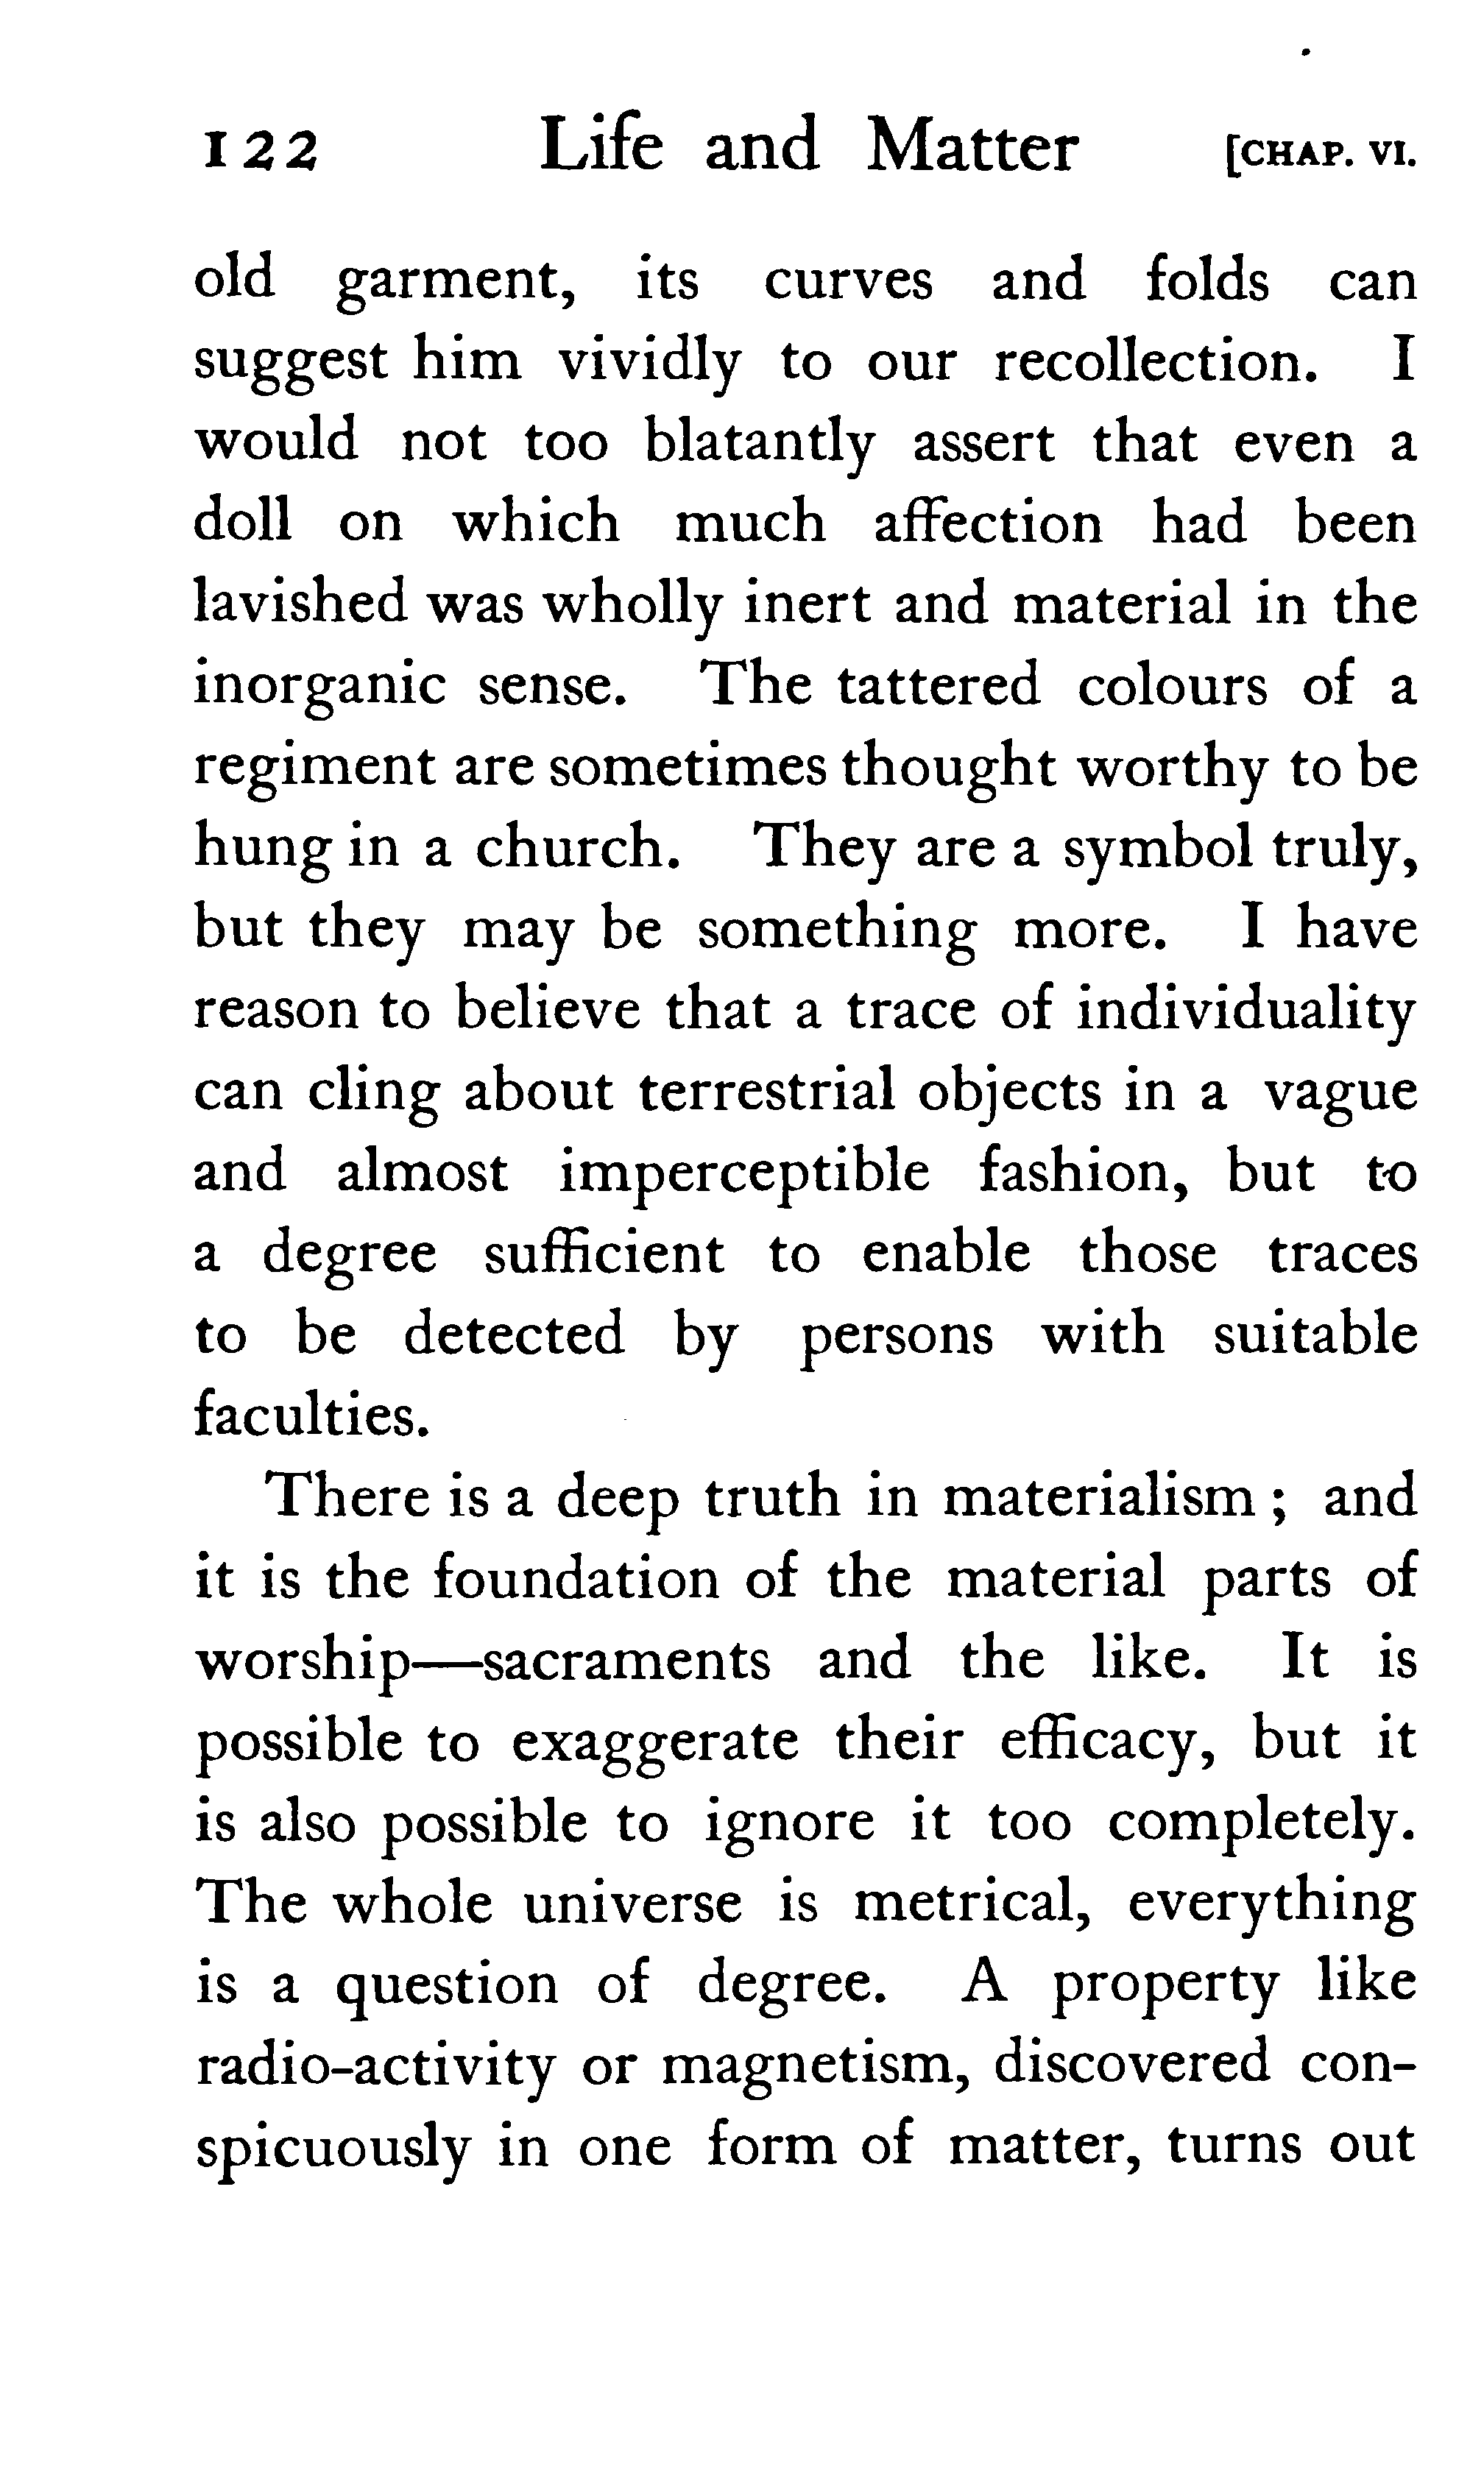 122 Life and Matter [CHAP. VI.
old garment, its curves and folds can
suggest him vividly to our recollection. I
would not too blatantly assert that even a
doll on which much affection had been
lavished was wholly inert and material in the
inorganic sense. The tattered colours of a
regiment are sometimes thought worthy to be
hung in a church. They are a symbol truly,
but they may be something more. I have
reason to believe that a trace of individuality
can cling about terrestrial objects in a vague
and almost imperceptible fashion, but to
a degree sufficient to enable those traces
to be detected by persons with suitable
faculties.
There is a deep truth in materialism ; and
it is the foundation of the material parts of
worship—sacraments and the like. It is
possible to exaggerate their efficacy, but it
is also possible to ignore it too completely.
The whole universe is metrical, everything
is a question of degree. A property like
radio-activity or magnetism, discovered con-
spicuously in one form of matter, turns out